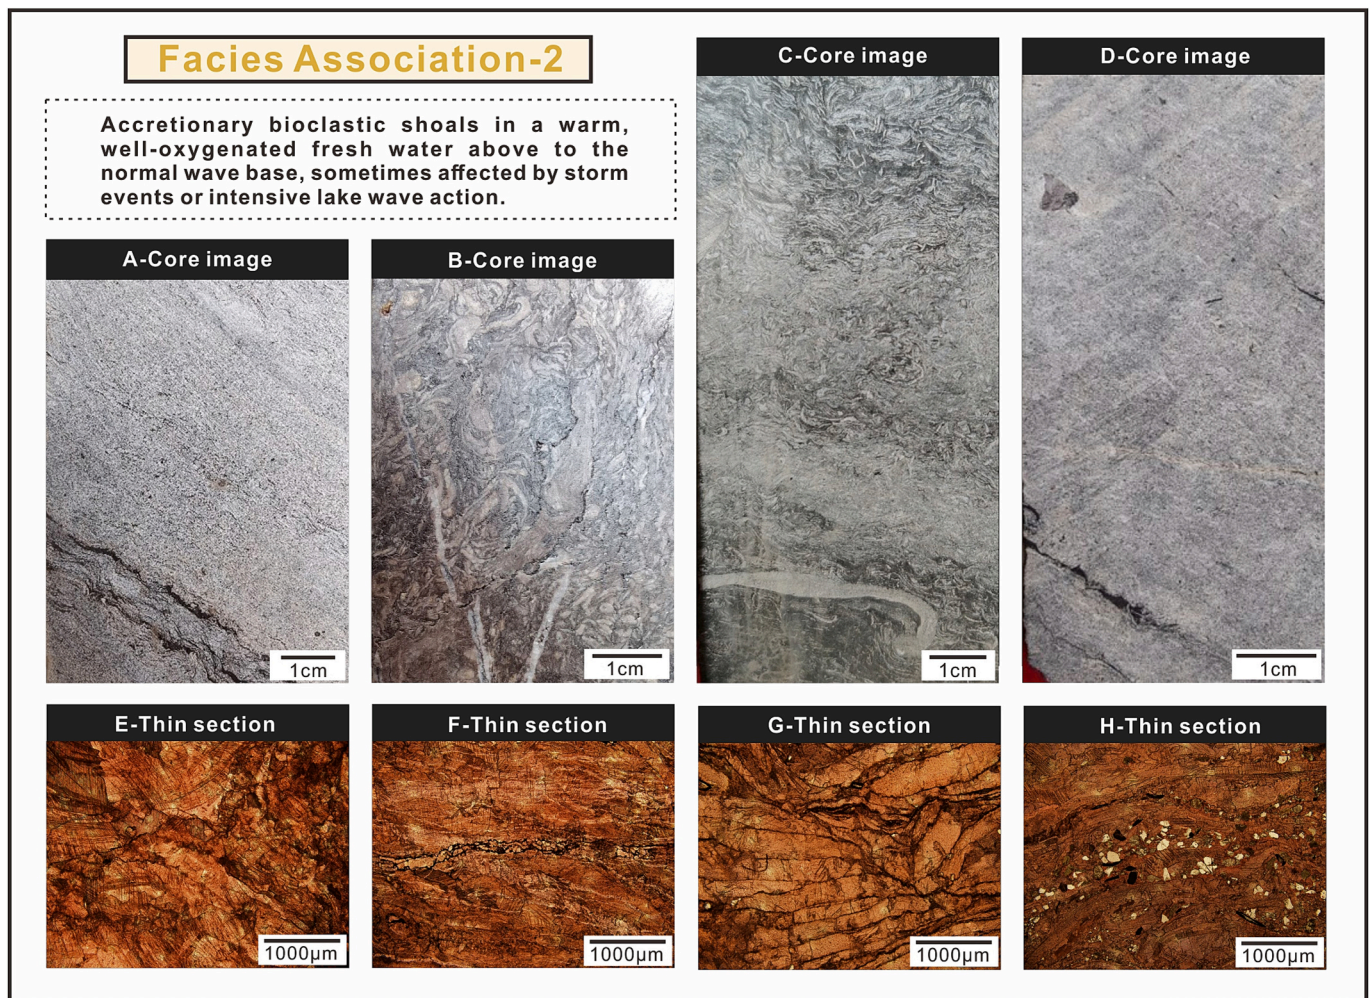 Facies Association-2
Accretionary bioclastic shoals in a warm,
well-oxygenated fresh water above to the
normal wave base, sometimes affected by storm
events or intensive lake wave action.
C-Core image
D-Core image
A-Core image
B-Core image
1cm
1cm
1cm
1cm
E-Thin section
F-Thin section
G-Thin section
H-Thin section
1000µm
1000µm
1000µm
1000µm